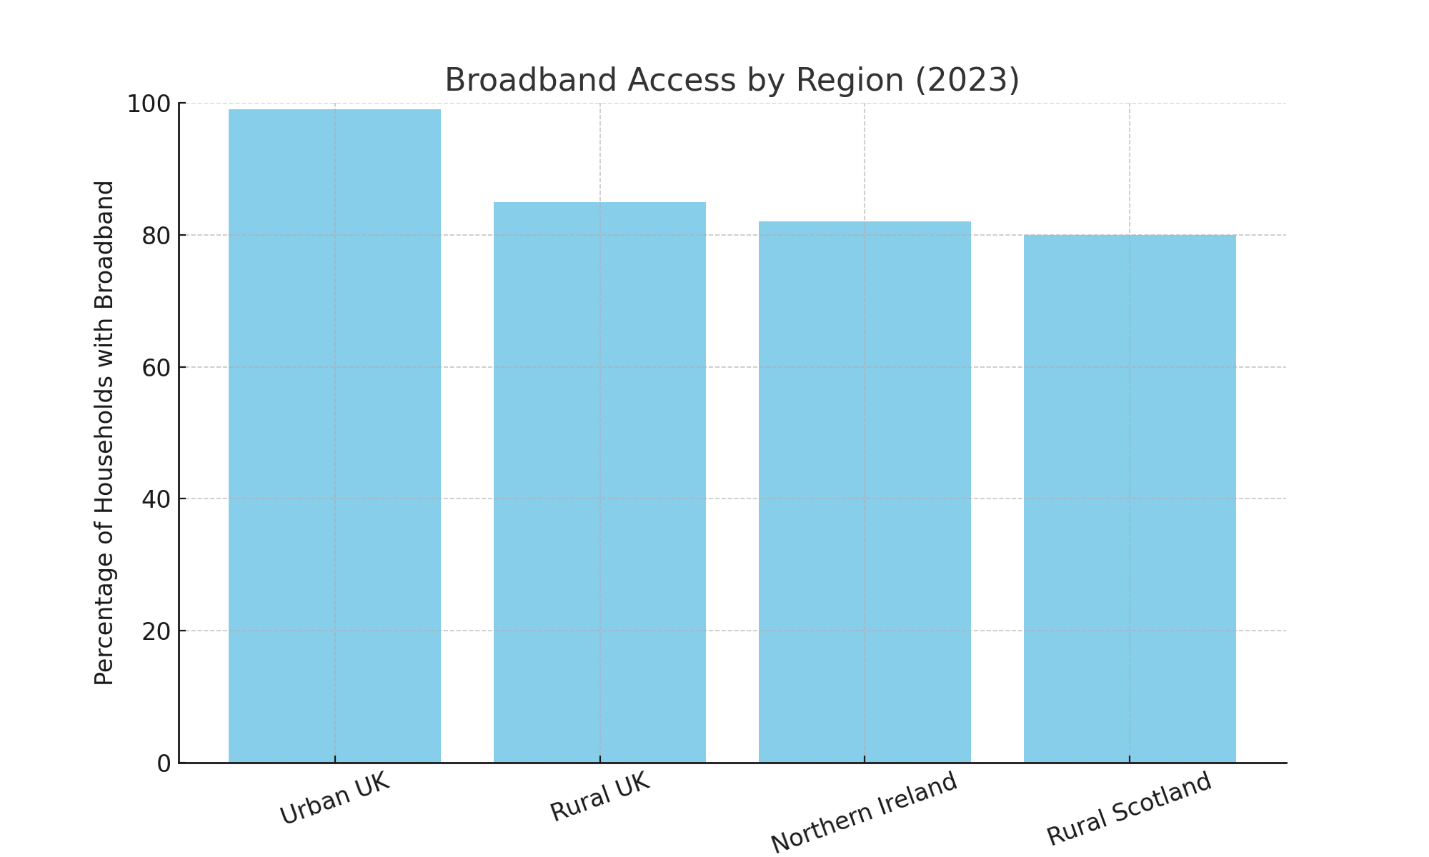 Broadband Access by Region (2023)
Percentage of Households with Broadband
100
80
60
40
20
0
Urban UK
Rural UK
Northern Ireland
Rural Scotland